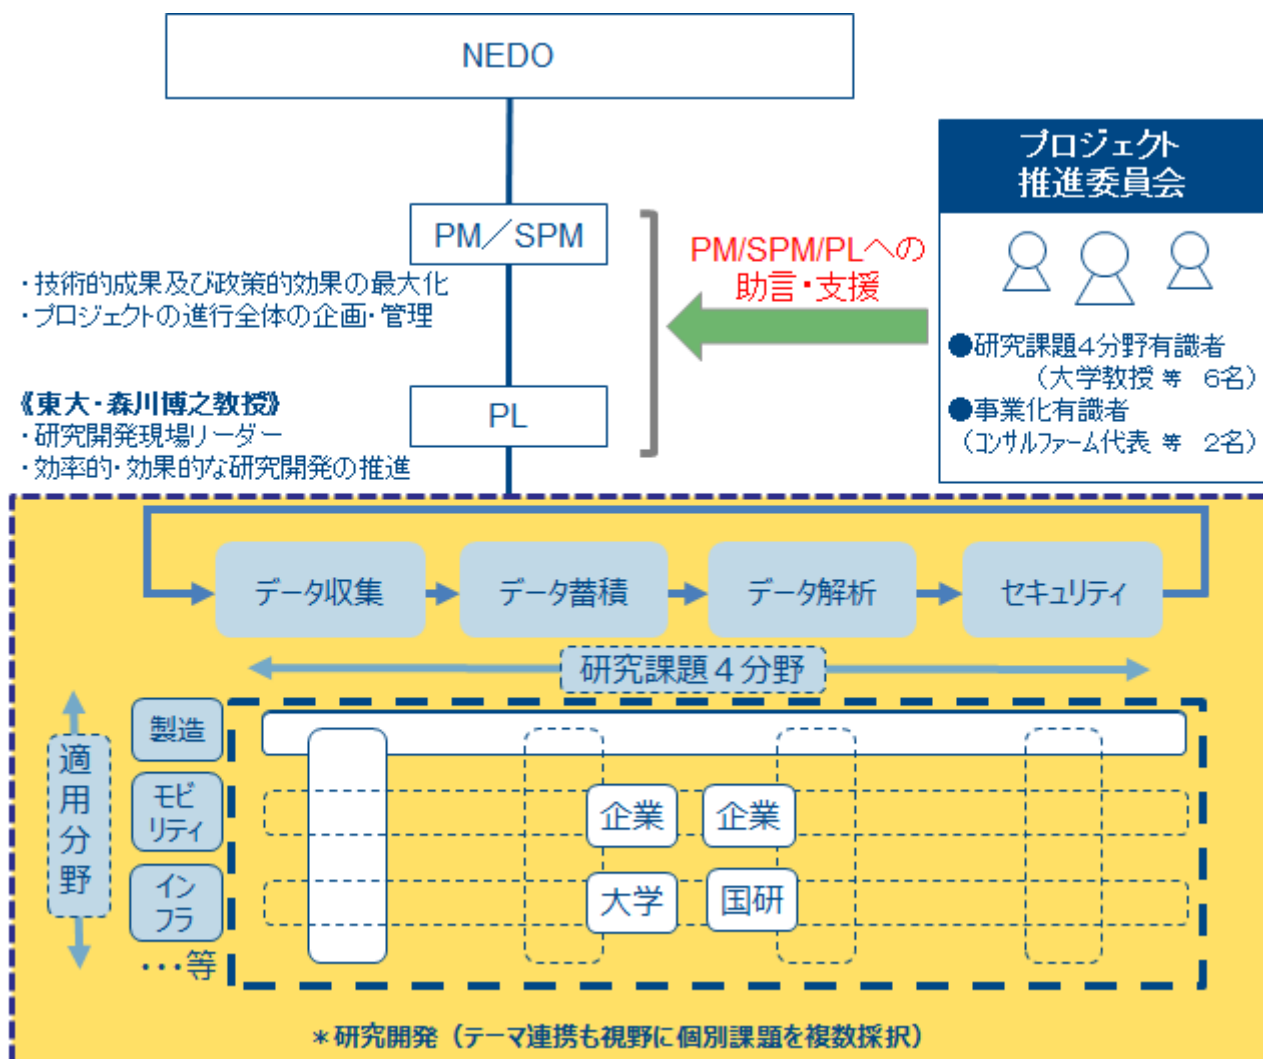 NEDO
プロジェクト
推進委員会
PM／SPM
PM/SPM/PLへの
助言・支援
・技術的成果及び政策的効果の最大化
・プロジェクトの進行全体の企画・管理
●研究課題４分野有識者
（大学教授 等　6名）
●事業化有識者
（コンサルファーム代表 等　2名）
《東大・森川博之教授》
・研究開発現場リーダー
・効率的・効果的な研究開発の推進
PL
データ収集
データ蓄積
データ解析
セキュリティ
研究課題４分野
適用分野
製造
モビ
リティ
イン
フラ
・・・等
企業
企業
大学
国研
＊研究開発（テーマ連携も視野に個別課題を複数採択）